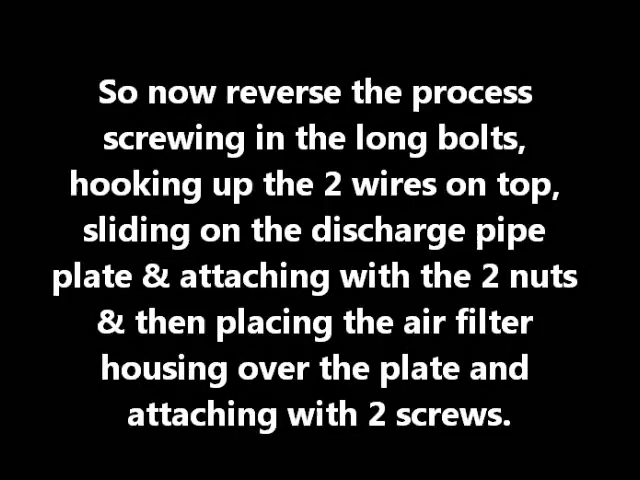 So now reverse the process
screwing in the long bolts,
hooking up the 2 wires on top,
sliding on the discharge pipe
plate & attaching with the 2 nuts
& then placing the air filter
housing over the plate and
attaching with 2 screws.